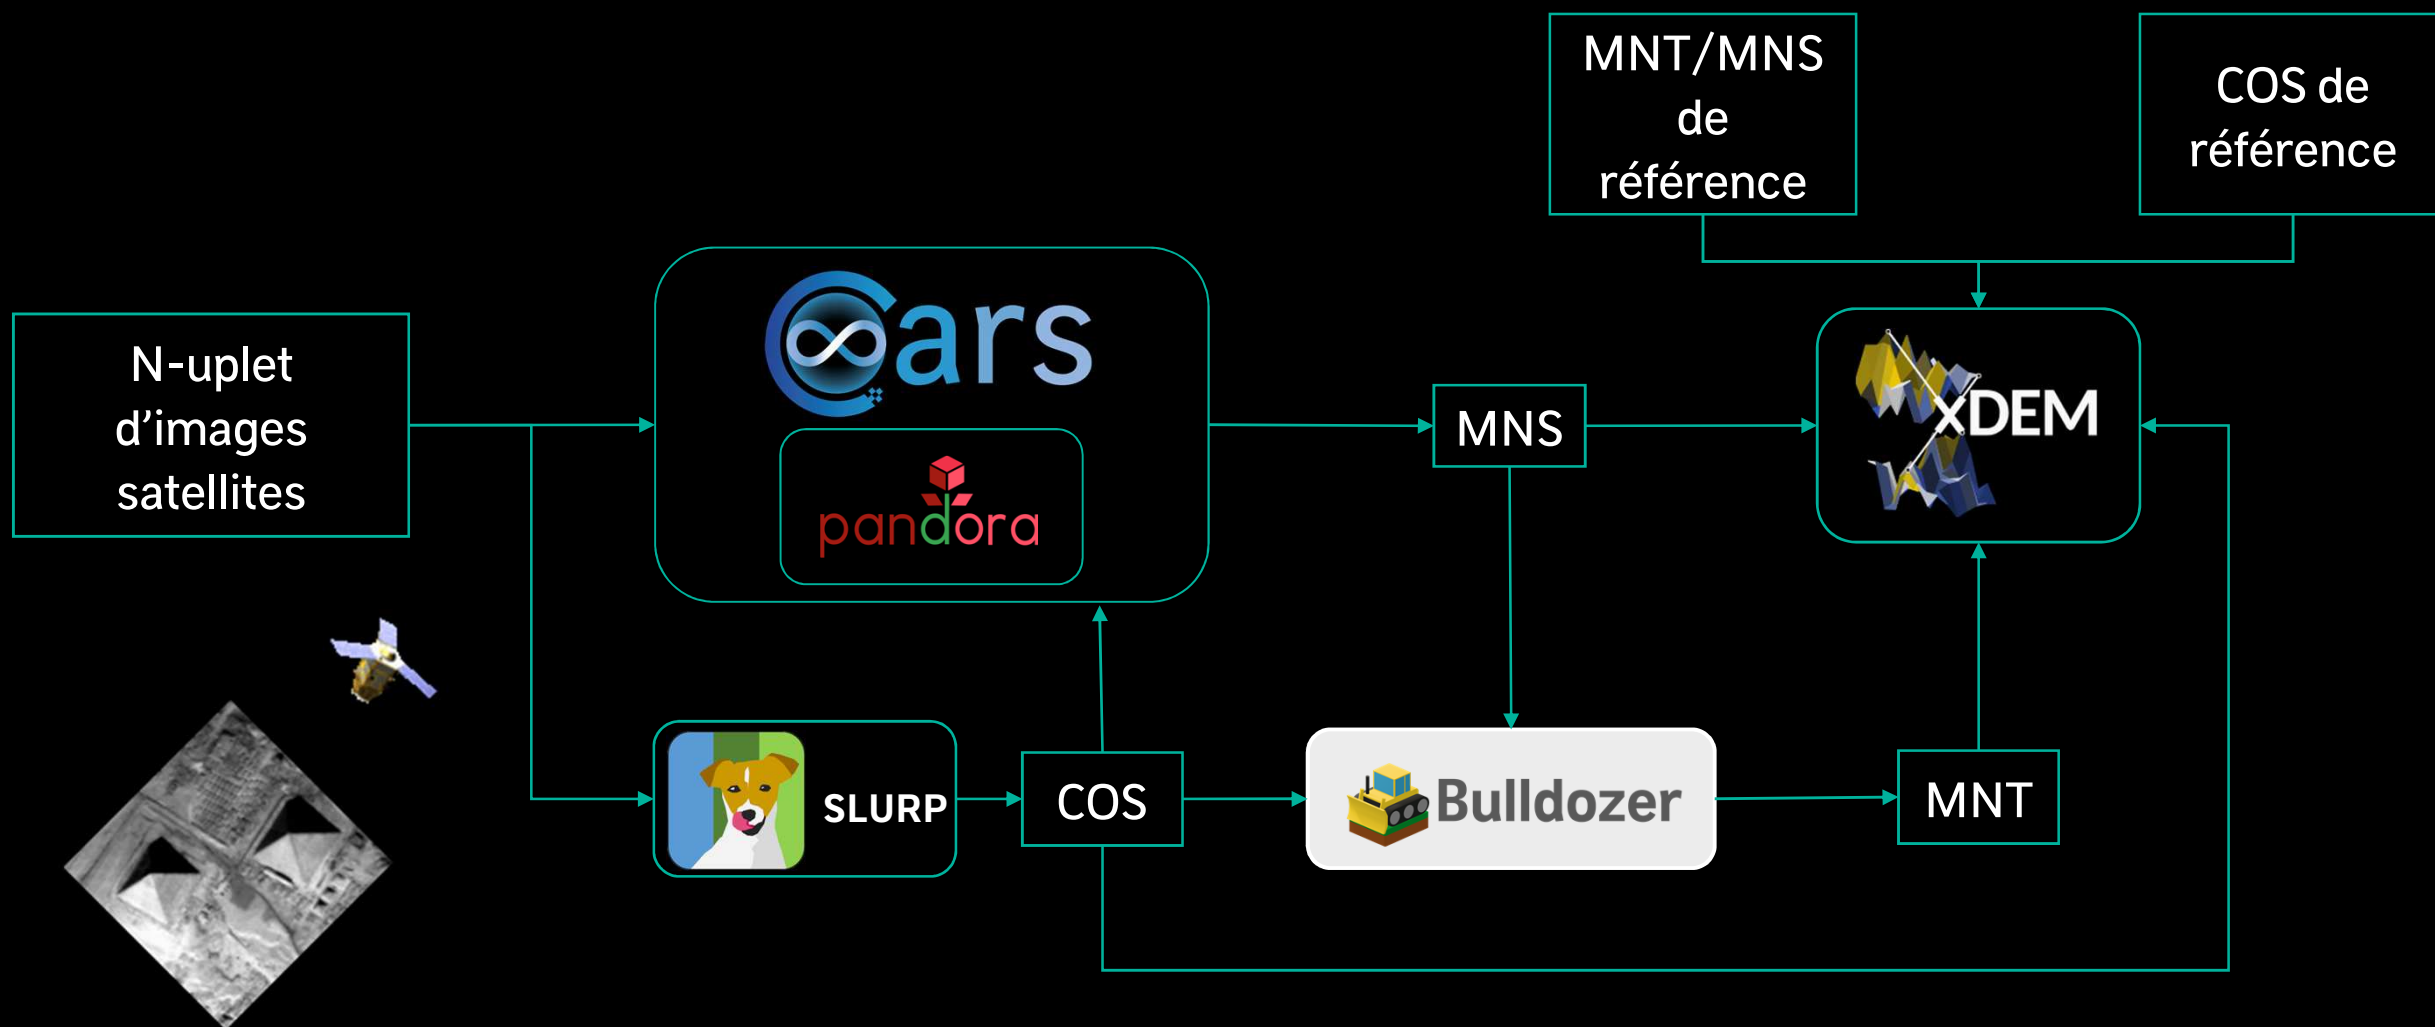 MNT/MNS
de
référence
COS de
référence
N-uplet
d’images
satellites
Cars
pandora
MNS
xDEM
SLURP
COS
Bulldozer
MNT